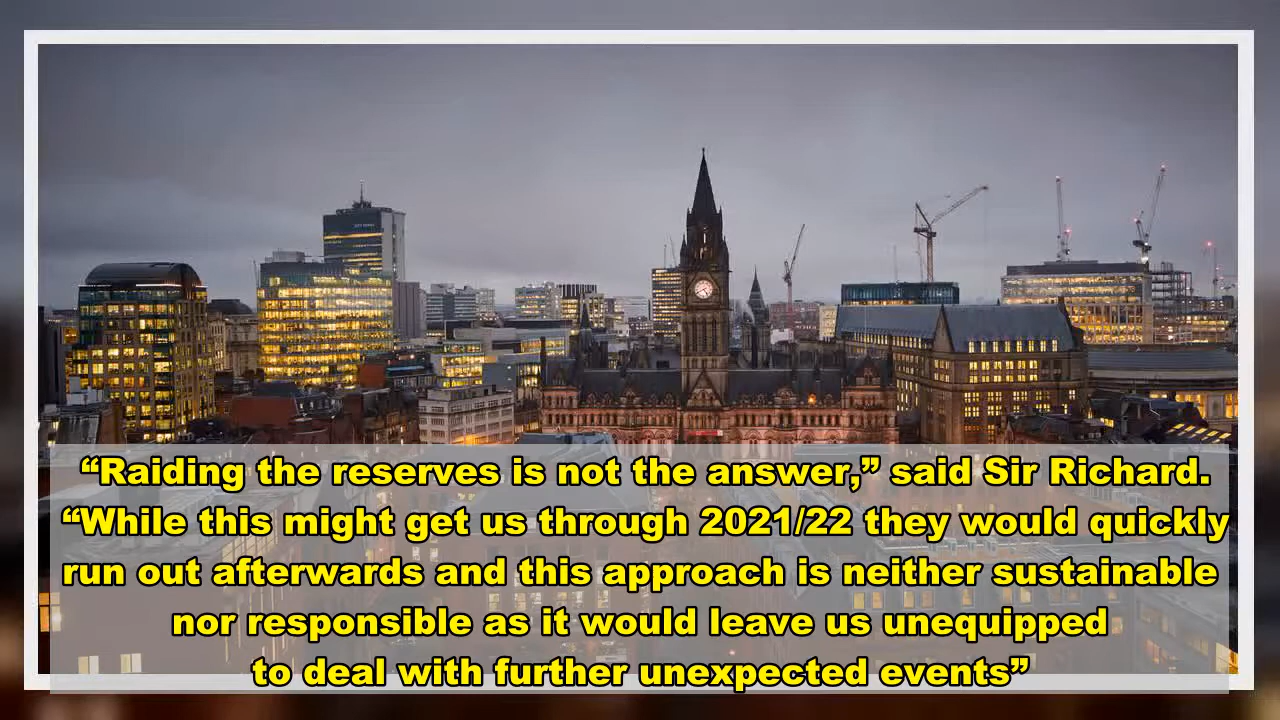 “Raiding the reserves is not the answer,” said Sir Richard.
“While this might get us through 2021/22 they would quickly
run out afterwards and this approach is neither sustainable
nor responsible as it would leave us unequipped
to deal with further unexpected events”